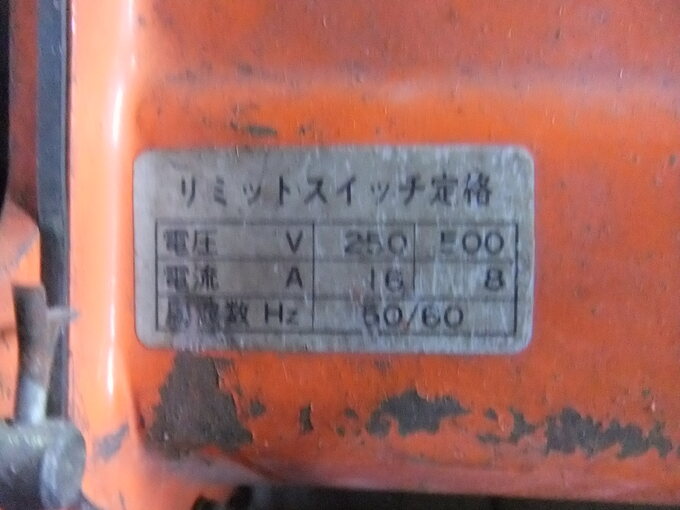 リミットスイッチ定格
電圧 V 250 500
電流 A 16 8
周波数 Hz 50/60